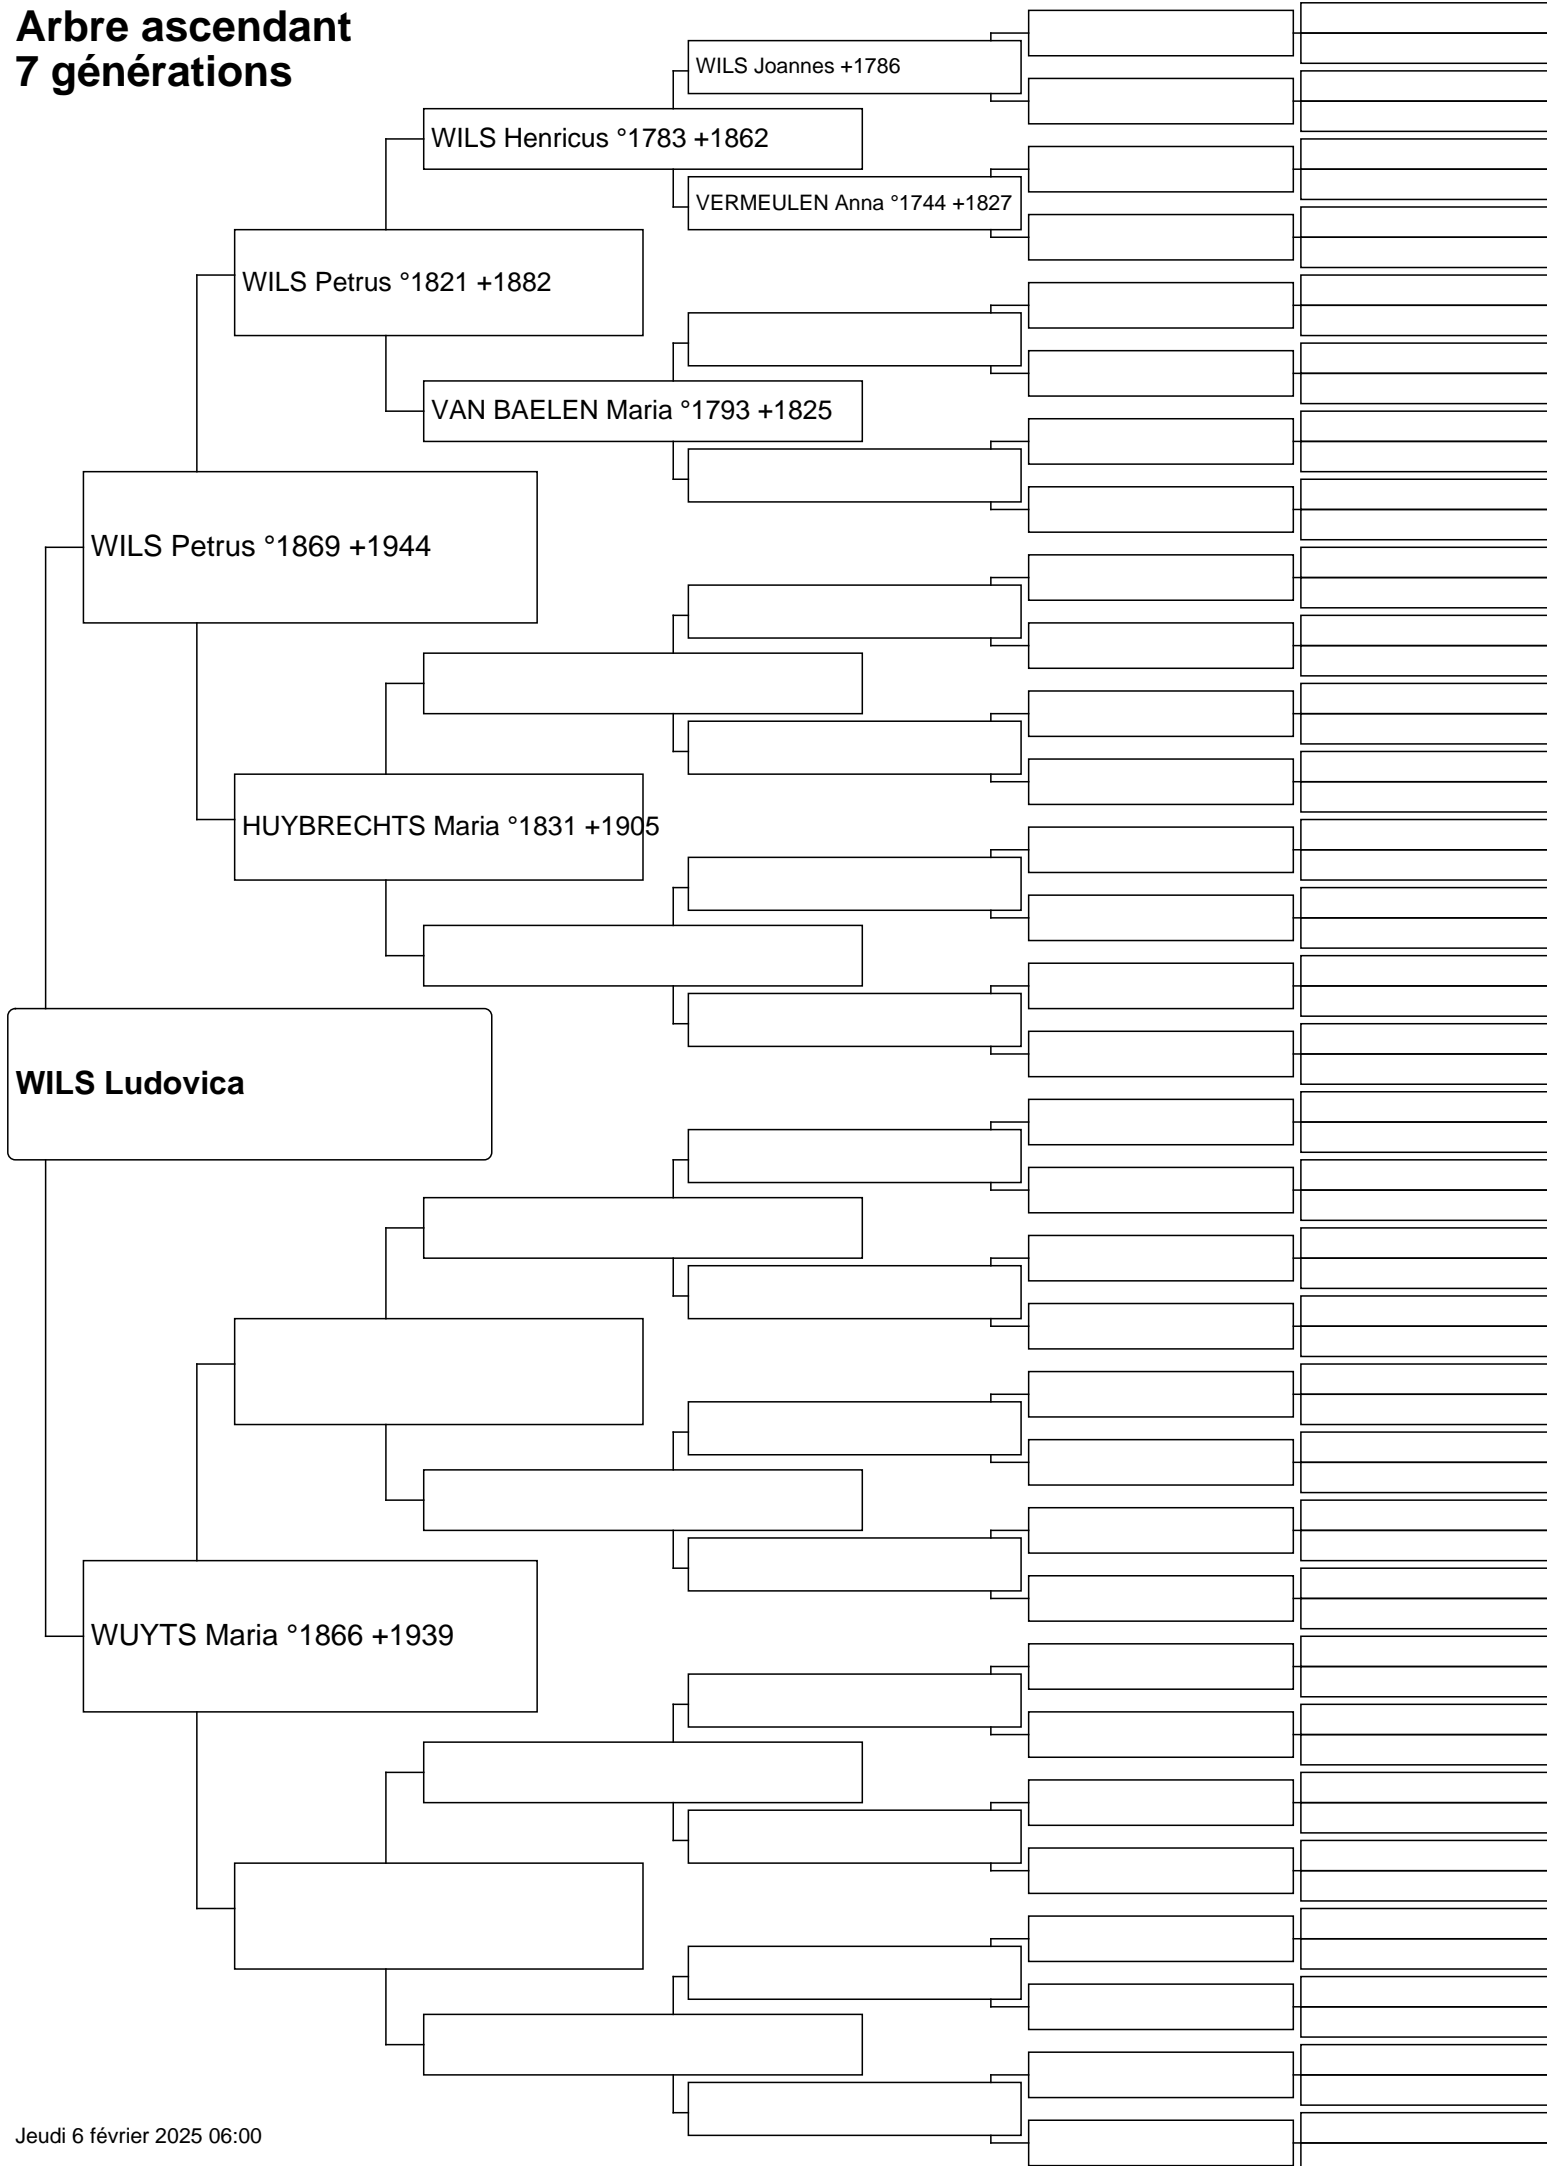 Arbre ascendant
7 générations
WILS Joannes +1786
WILS Henricus °1783 +1862
VERMEULEN Anna °1744 +1827
WILS Petrus °1821 +1882
VAN BAELEN Maria °1793 +1825
WILS Petrus °1869 +1944
HUYBRECHTS Maria °1831 +1905
WILS Ludovica
WUYTS Maria °1866 +1939
Jeudi 6 février 2025 06:00